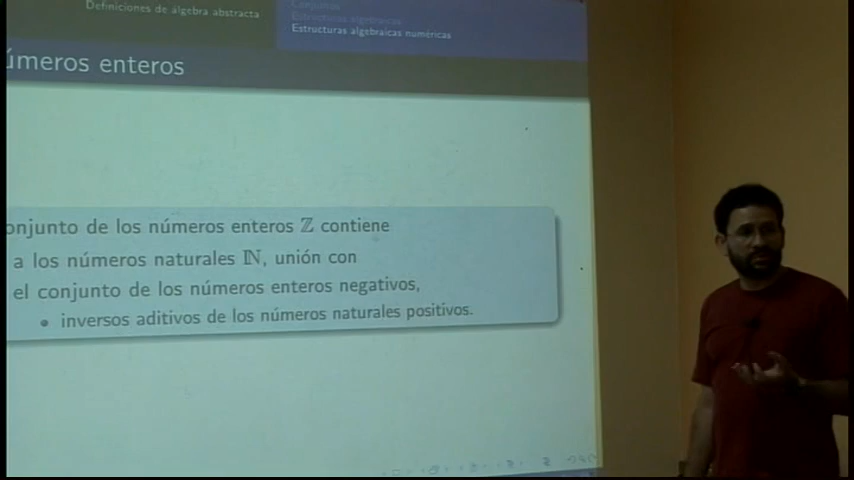 Definiciones de álgebra abstracta
Conjuntos
Estructuras algebraicas
Estructuras algebraicas numéricas
úmeros enteros
onjunto de los números enteros ℤ contiene
a los números naturales ℕ, unión con
el conjunto de los números enteros negativos,
• inversos aditivos de los números naturales positivos.